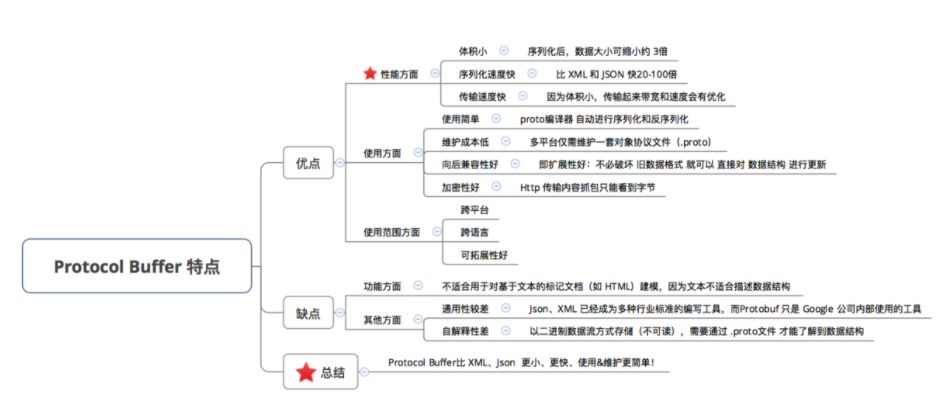 Protocol Buffer 特点
优点
性能方面
体积小
序列化后，数据大小可缩小约 3倍
序列化速度快
比 XML 和 JSON 快20-100倍
传输速度快
因为体积小，传输起来带宽和速度会有优化
使用方面
使用简单
proto编译器 自动进行序列化和反序列化
维护成本低
多平台仅需维护一套对象协议文件（.proto）
向后兼容性好
即扩展性好：不必破坏 旧数据格式 就可以 直接对 数据结构 进行更新
加密性好
Http 传输内容抓包只能看到字节
使用范围方面
跨平台
跨语言
可拓展性好
缺点
功能方面
不适合用于对基于文本的标记文档（如 HTML）建模，因为文本不适合描述数据结构
其他方面
通用性较差
Json、XML 已经成为多种行业标准的编写工具，而Protobuf 只是 Google 公司内部使用的工具
自解释性差
以二进制数据流方式存储（不可读），需要通过 .proto文件 才能了解到数据结构
总结
Protocol Buffer比 XML、Json 更小、更快、使用&维护更简单！